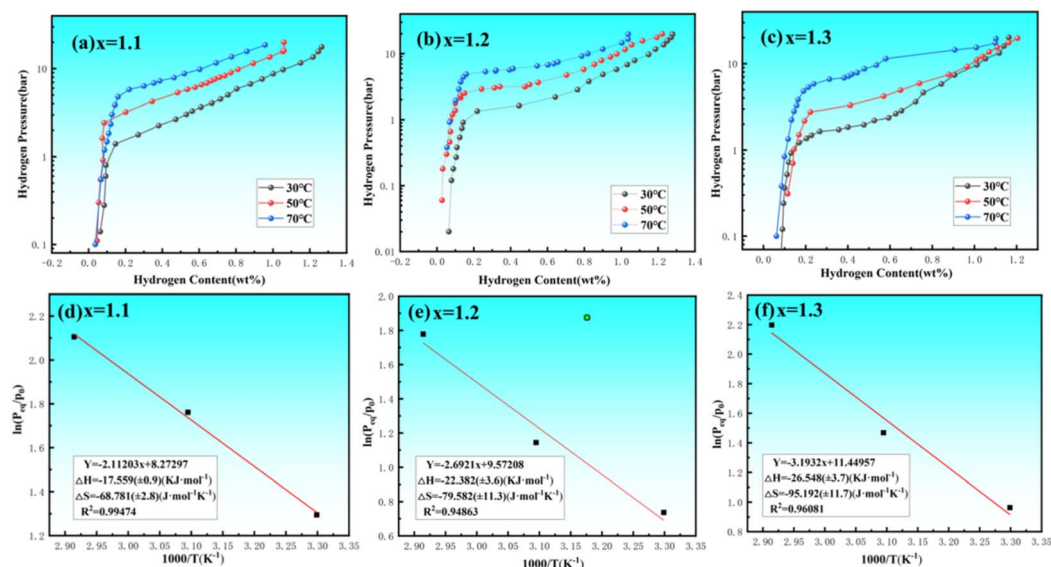 (a)x=1.1
Hydrogen Pressure(bar)
10
1
0.1
30°C
50°C
70°C
-0.2 0.0 0.2 0.4 0.6 0.8 1.0 1.2 1.4
Hydrogen Content(wt%)
(b) x=1.2
Hydrogen Pressure(bar)
10
1
0.1
0.01
30°C
50°C
70°C
-0.2 0.0 0.2 0.4 0.6 0.8 1.0 1.2 1.4
Hydrogen Content(wt%)
(c) x=1.3
Hydrogen Pressure(bar)
10
1
0.1
30°C
50°C
70°C
0.0 0.2 0.4 0.6 0.8 1.0 1.2
Hydrogen Content(wt%)
(d)x=1.1
ln(Peq/p0)
2.2
2.0
1.8
1.6
1.4
1.2
Y=-2.11203x+8.27297
△H=-17.559(±0.9)(KJ·mol-1)
△S=-68.781(±2.8)(J·mol-1K-1)
R2=0.99474
2.90 2.95 3.00 3.05 3.10 3.15 3.20 3.25 3.30 3.35
1000/T(K-1)
(e)x=1.2
ln(Peq/p0)
2.0
1.8
1.6
1.4
1.2
1.0
0.8
0.6
Y=-2.6921x+9.57208
△H=-22.382(±3.6)(KJ·mol-1)
△S=-79.582(±11.3)(J·mol-1K-1)
R2=0.94863
2.90 2.95 3.00 3.05 3.10 3.15 3.20 3.25 3.30 3.35
1000/T(K-1)
(f)x=1.3
ln(Peq/p0)
2.4
2.2
2.0
1.8
1.6
1.4
1.2
1.0
0.8
Y=-3.1932x+11.44957
△H=-26.548(±3.7)(KJ·mol-1)
△S=-95.192(±11.7)(J·mol-1K-1)
R2=0.96081
2.90 2.95 3.00 3.05 3.10 3.15 3.20 3.25 3.30 3.35
1000/T(K-1)